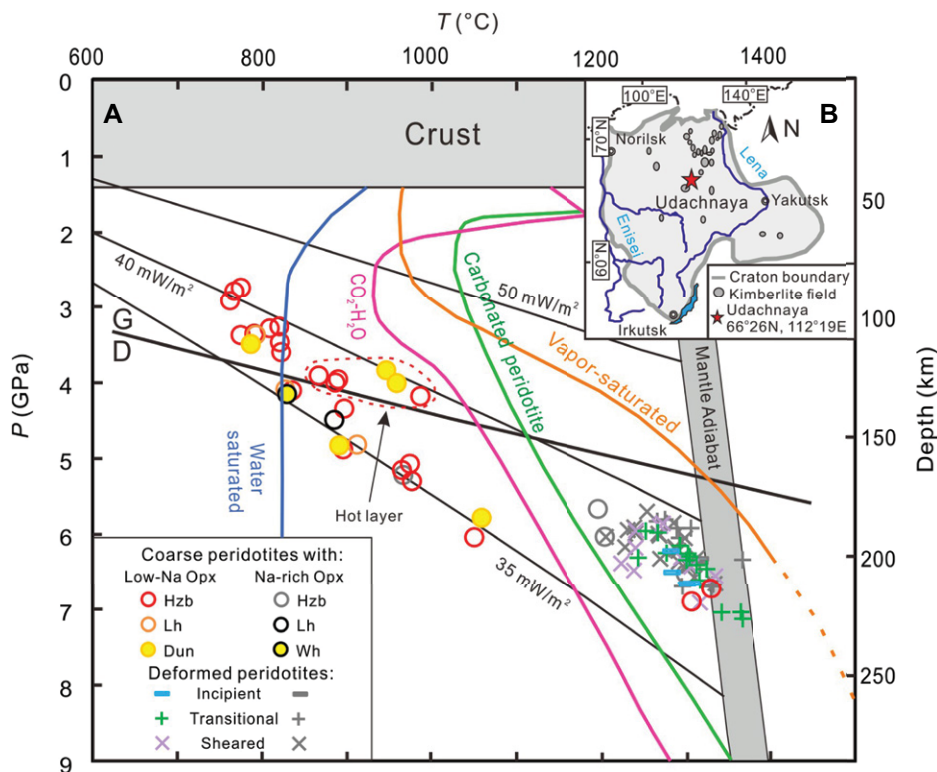 T (°C)
600 800 1000 1200 1400
0
1
2
3
4
5
6
7
8
9
P (GPa)
50
100
150
200
250
Depth (km)
A
Crust
B
100°E
140°E
70°N
60°N
N
Norilsk
Lena
Udachnaya
Yakutsk
Enisei
Irkutsk
Craton boundary
Kimberlite field
Udachnaya
66°26N, 112°19E
40 mW/m²
50 mW/m²
35 mW/m²
G
D
CO₂-H₂O
Carbonated peridotite
Vapor-saturated
Mantle Adiabat
Water
saturated
Hot layer
Coarse peridotites with:
Low-Na Opx Na-rich Opx
Hzb Hzb
Lh Lh
Dun Wh
Deformed peridotites:
Incipient
Transitional
Sheared